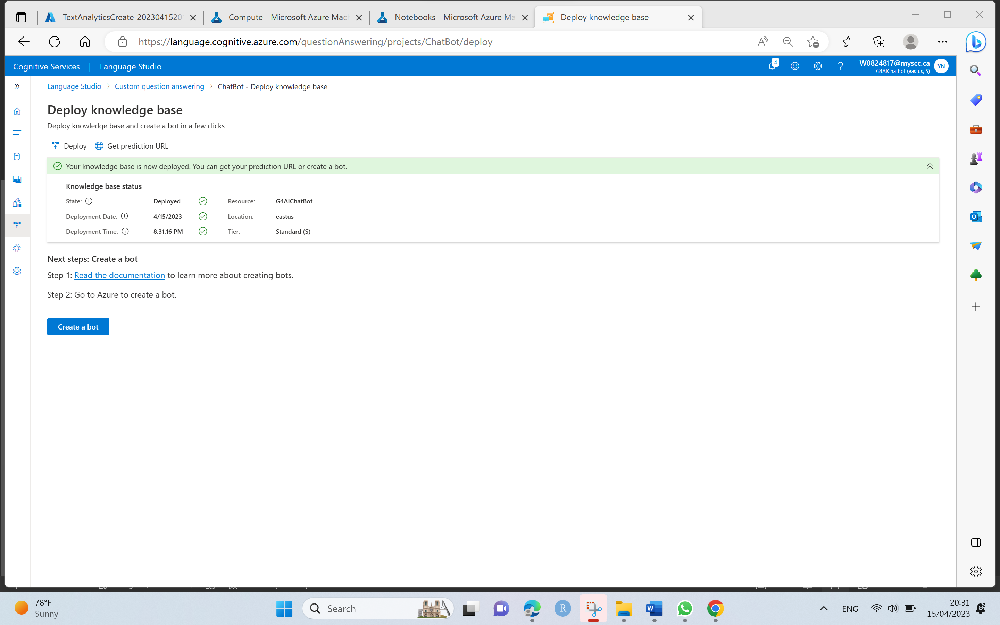 TextAnalyticsCreate-2023041520
Compute - Microsoft Azure Mach
Notebooks - Microsoft Azure Ma
Deploy knowledge base
https://language.cognitive.azure.com/questionAnswering/projects/ChatBot/deploy
Cognitive Services | Language Studio
4
W0824817@myscc.ca
G4AIChatBot (eastus, S)
YN
Language Studio > Custom question answering > ChatBot - Deploy knowledge base
Deploy knowledge base
Deploy knowledge base and create a bot in a few clicks.
Deploy Get prediction URL
Your knowledge base is now deployed. You can get your prediction URL or create a bot.
Knowledge base status
State: Deployed Resource: G4AIChatBot
Deployment Date: 4/15/2023 Location: eastus
Deployment Time: 8:31:16 PM Tier: Standard (S)
Next steps: Create a bot
Step 1: Read the documentation to learn more about creating bots.
Step 2: Go to Azure to create a bot.
Create a bot
78°F
Sunny
Search
ENG
20:31
15/04/2023